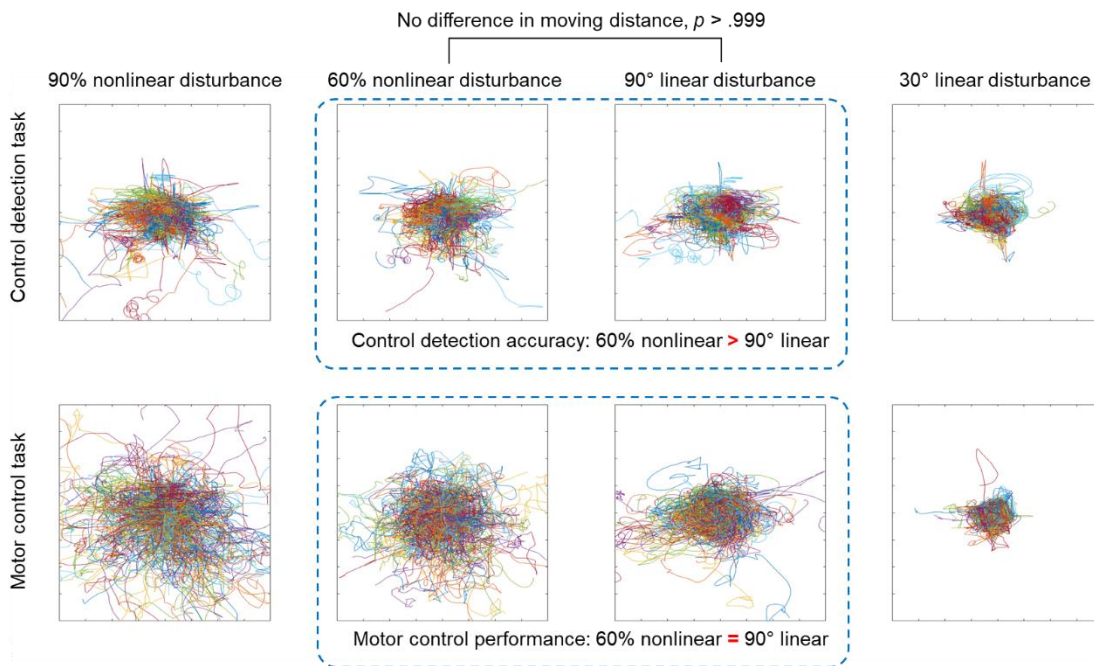 No difference in moving distance, p > .999
90% nonlinear disturbance
60% nonlinear disturbance
90° linear disturbance
30° linear disturbance
Control detection task
Control detection accuracy: 60% nonlinear > 90° linear
Motor control task
Motor control performance: 60% nonlinear = 90° linear